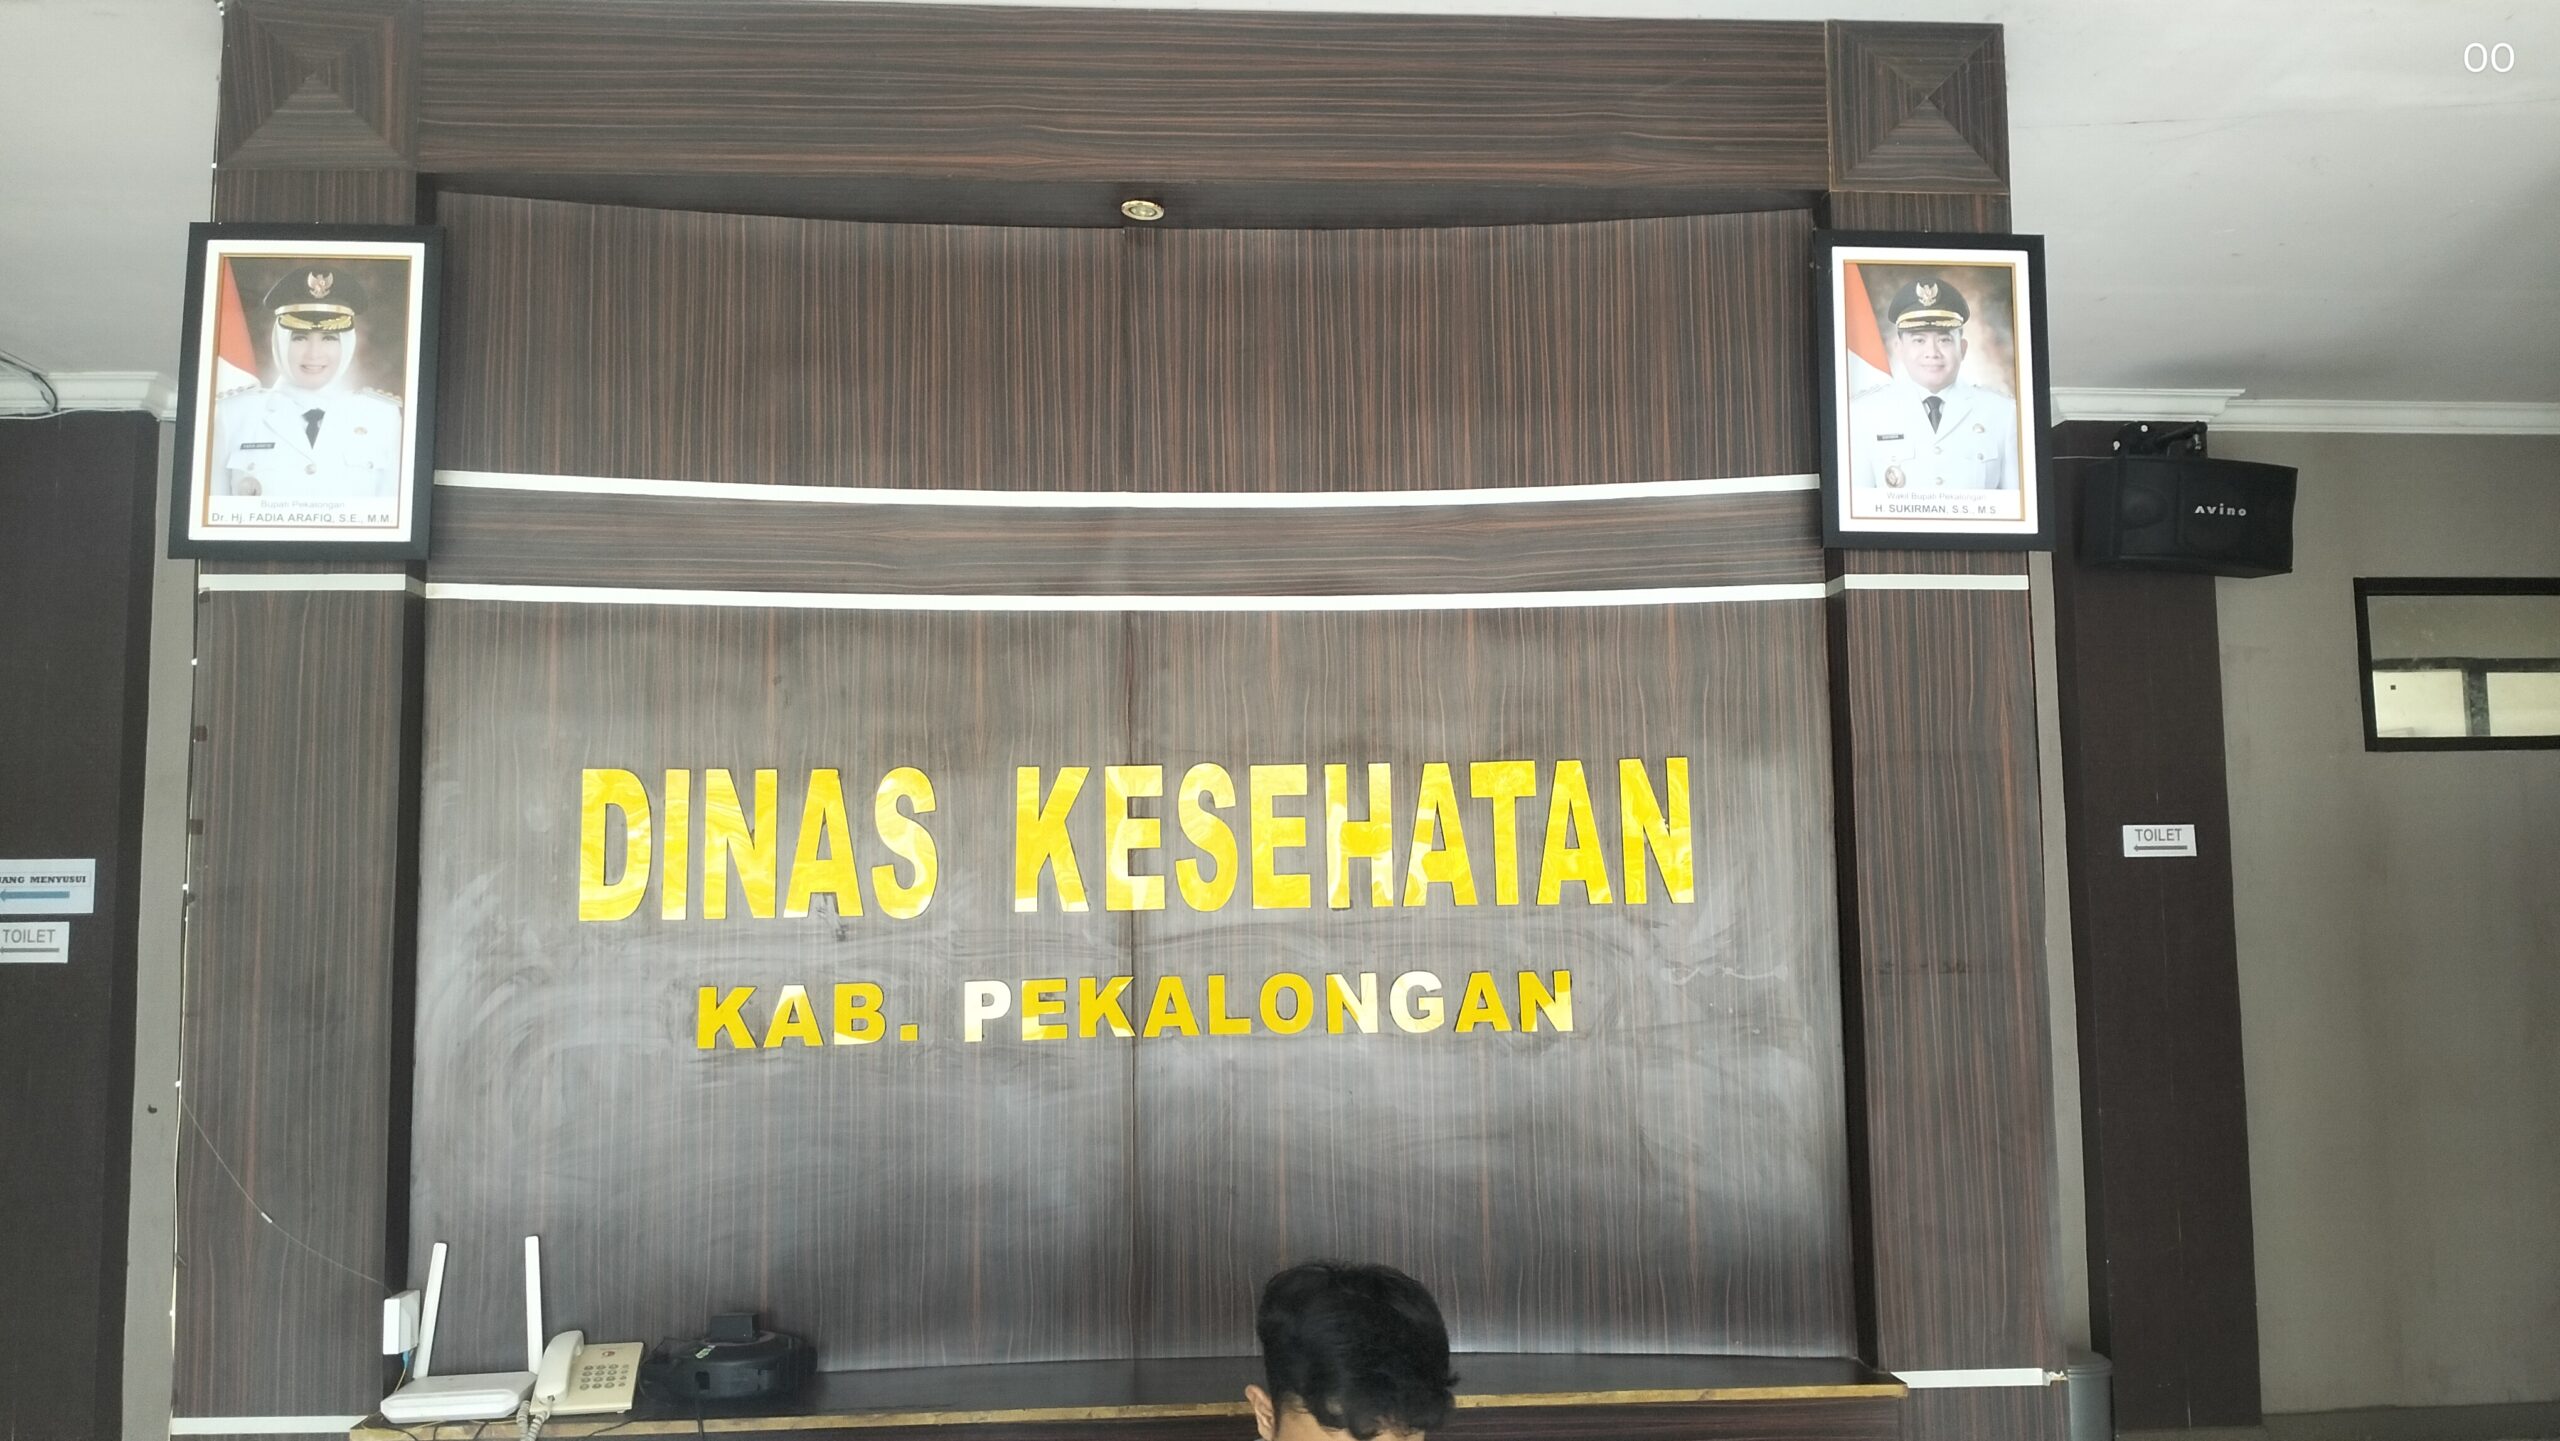 00
Bupati Pekalongan
Dr. Hj. FADIA ARAFIQ, S.E., M.M
Wakil Bupati Pekalongan
H. SUKIRMAN, S.S., M.S
Avino
DINAS KESEHATAN
KAB. PEKALONGAN
MENYUSUI
TOILET
TOILET